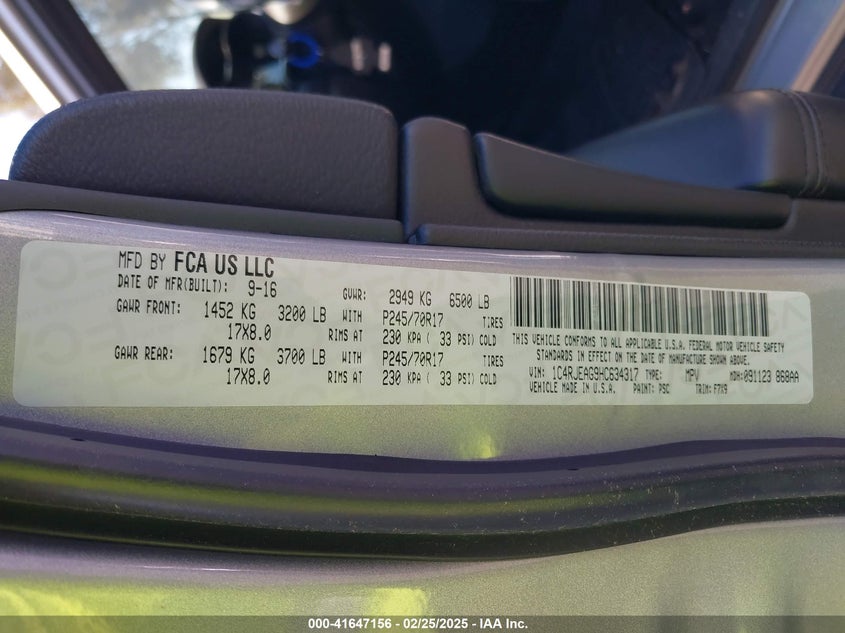 MFD BY FCA US LLC
DATE OF MFR(BUILT): 9-16 GVWR: 2949 KG 6500 LB
GAWR FRONT: 1452 KG 3200 LB WITH P245/70R17 TIRES
17X8.0 RIMS AT 230 KPA ( 33 PSI) COLD
GAWR REAR: 1679 KG 3700 LB WITH P245/70R17 TIRES
17X8.0 RIMS AT 230 KPA ( 33 PSI) COLD
THIS VEHICLE CONFORMS TO ALL APPLICABLE U.S.A. FEDERAL MOTOR VEHICLE SAFETY
STANDARDS IN EFFECT ON THE DATE OF MANUFACTURE SHOWN ABOVE.
VIN: 1C4RJEAG9HC634317 TYPE: MPV MDH: 091123 868AA
VEHICLE MADE IN U.S.A. PAINT: PSC TRIM: F7X9
000-41647156 - 02/25/2025 - IAA Inc.